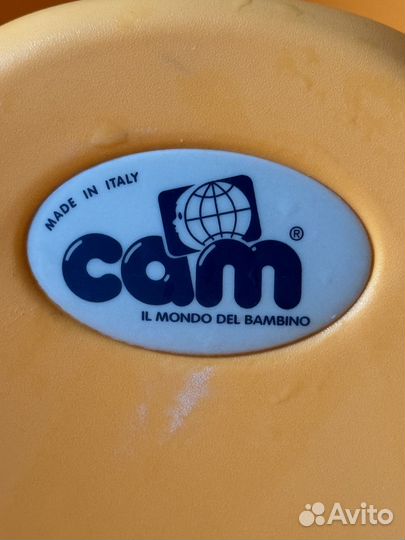 MADE IN ITALY
cam®
IL MONDO DEL BAMBINO
Avito